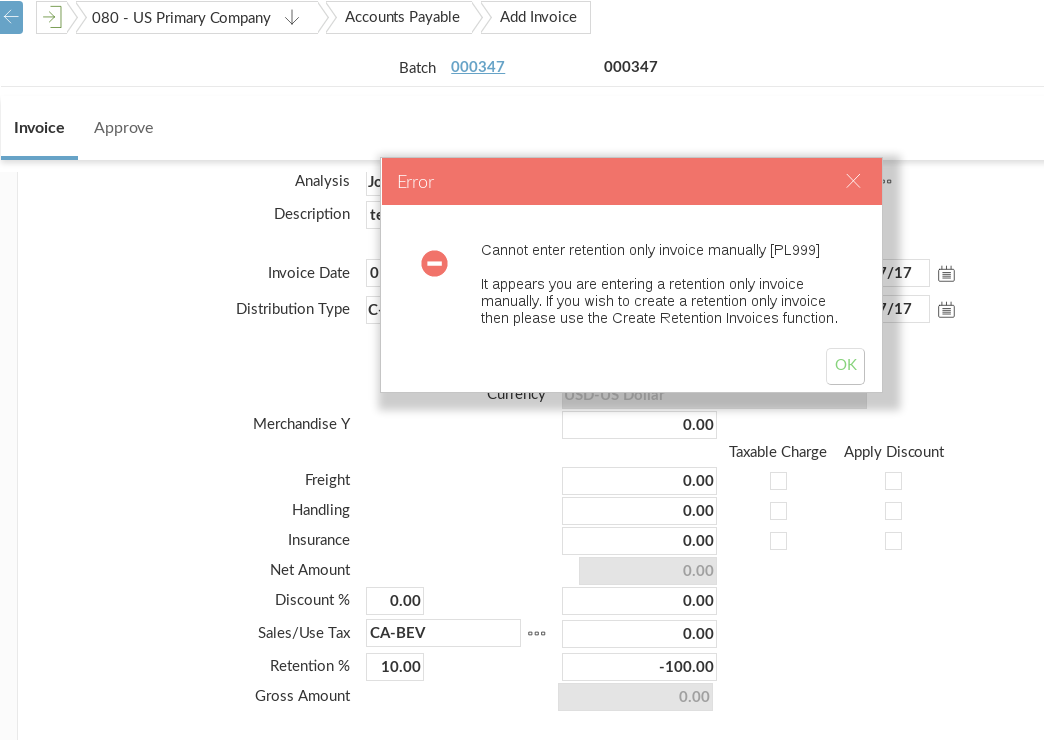 080 - US Primary Company Accounts Payable Add Invoice
Batch 000347 000347
Invoice Approve
Error
Analysis
Description
Cannot enter retention only invoice manually [PL999]
Invoice Date 0 7/17
It appears you are entering a retention only invoice
manually. If you wish to create a retention only invoice
then please use the Create Retention Invoices function.
Distribution Type C- 7/17
OK
Currency USD-US Dollar
Merchandise Y 0.00
Taxable Charge Apply Discount
Freight 0.00
Handling 0.00
Insurance 0.00
Net Amount 0.00
Discount % 0.00 0.00
Sales/Use Tax CA-BEV 0.00
Retention % 10.00 -100.00
Gross Amount 0.00